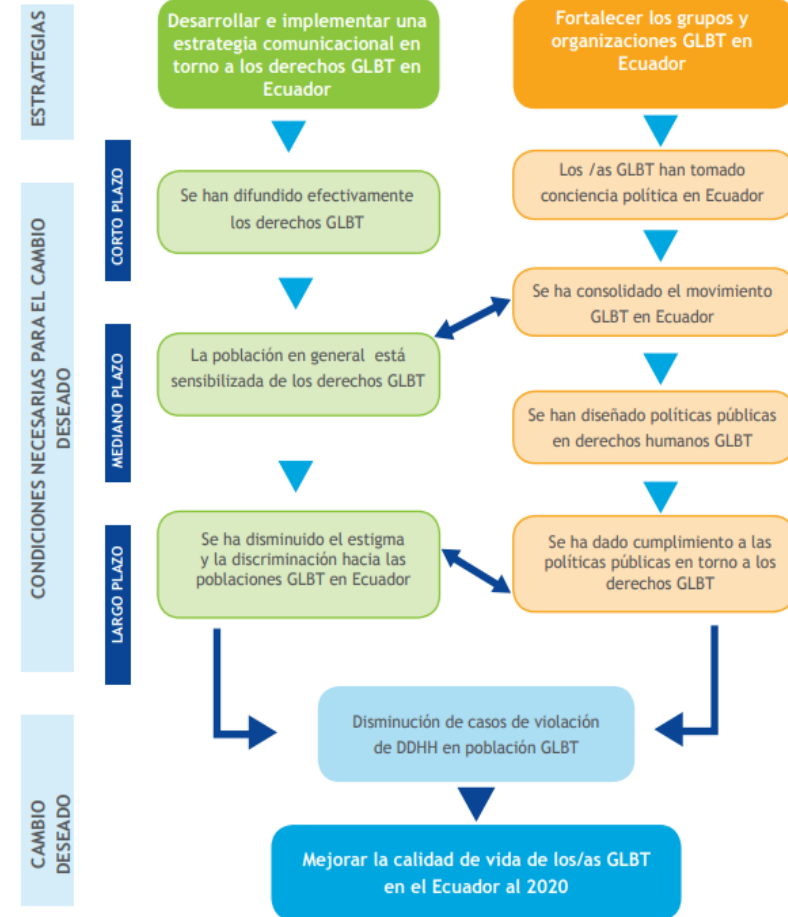 ESTRATEGIAS
Desarrollar e implementar una
estrategia comunicacional en
torno a los derechos GLBT en
Ecuador
Fortalecer los grupos y
organizaciones GLBT en
Ecuador
CONDICIONES NECESARIAS PARA EL CAMBIO
DESEADO
CORTO PLAZO
Se han difundido efectivamente
los derechos GLBT
Los /as GLBT han tomado
conciencia política en Ecuador
Se ha consolidado el movimiento
GLBT en Ecuador
MEDIANO PLAZO
La población en general está
sensibilizada de los derechos GLBT
Se han diseñado políticas públicas
en derechos humanos GLBT
LARGO PLAZO
Se ha disminuido el estigma
y la discriminación hacia las
poblaciones GLBT en Ecuador
Se ha dado cumplimiento a las
políticas públicas en torno a los
derechos GLBT
CAMBIO
DESEADO
Disminución de casos de violación
de DDHH en población GLBT
Mejorar la calidad de vida de los/as GLBT
en el Ecuador al 2020